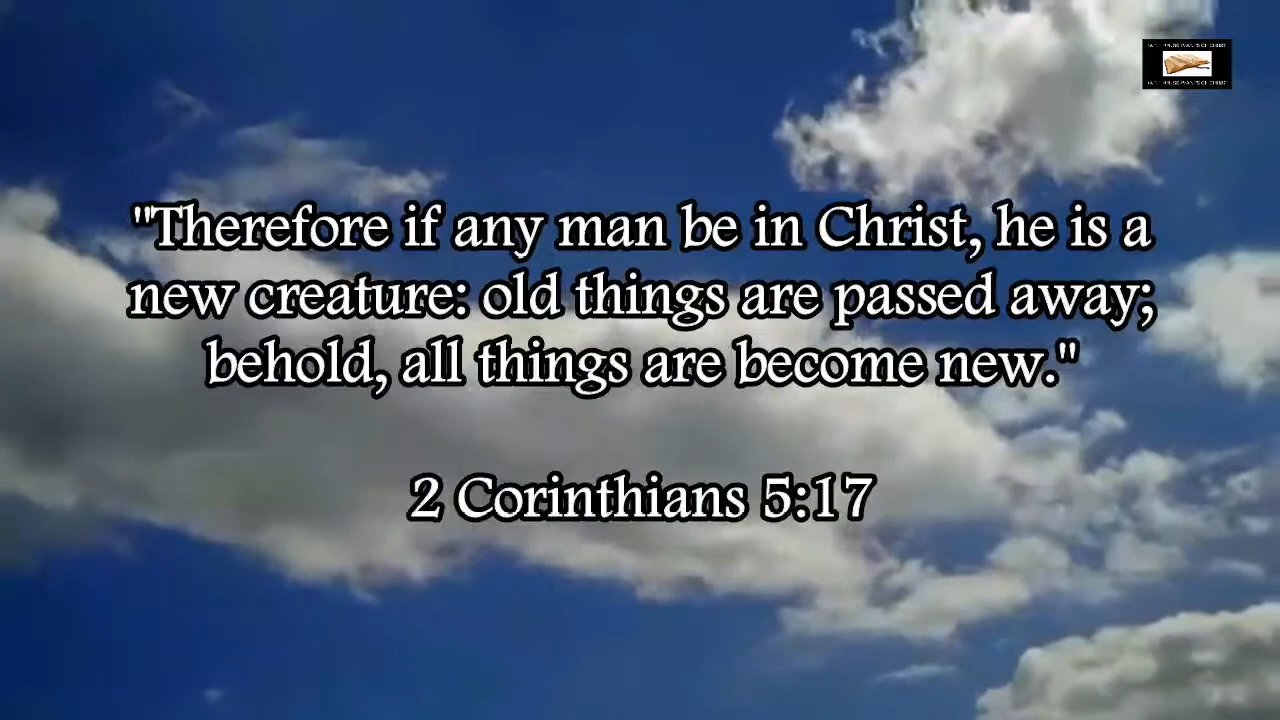 "Therefore if any man be in Christ, he is a
new creature: old things are passed away;
behold, all things are become new."
2 Corinthians 5:17